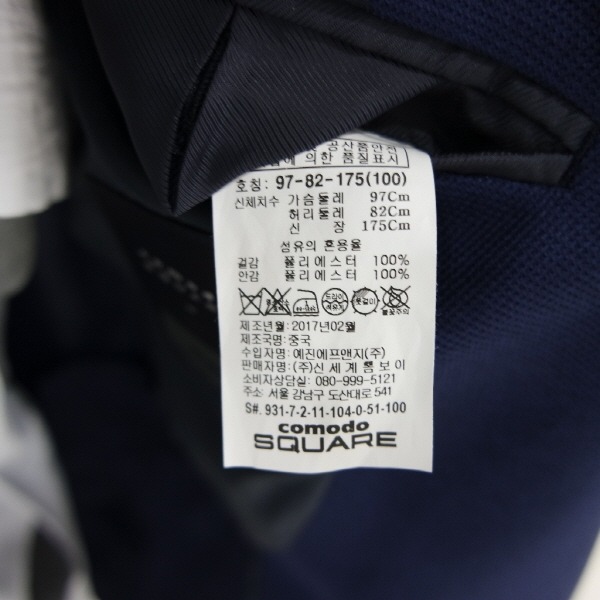 공산품안전
에 의한 품질표시
호칭: 97-82-175(100)
신체치수 가슴둘레 97Cm
허리둘레 82Cm
신 장 175Cm
섬유의 혼용율
겉감 폴리에스터 100%
안감 폴리에스터 100%
제조년월:2017년02월
제조국명:중국
수입자명:예진에프앤지(주)
판매자명:(주)신세계톰보이
소비자상담실: 080-999-5121
주소: 서울 강남구 도산대로 541
S#. 931-7-2-11-104-0-51-100
comodo
SQUARE